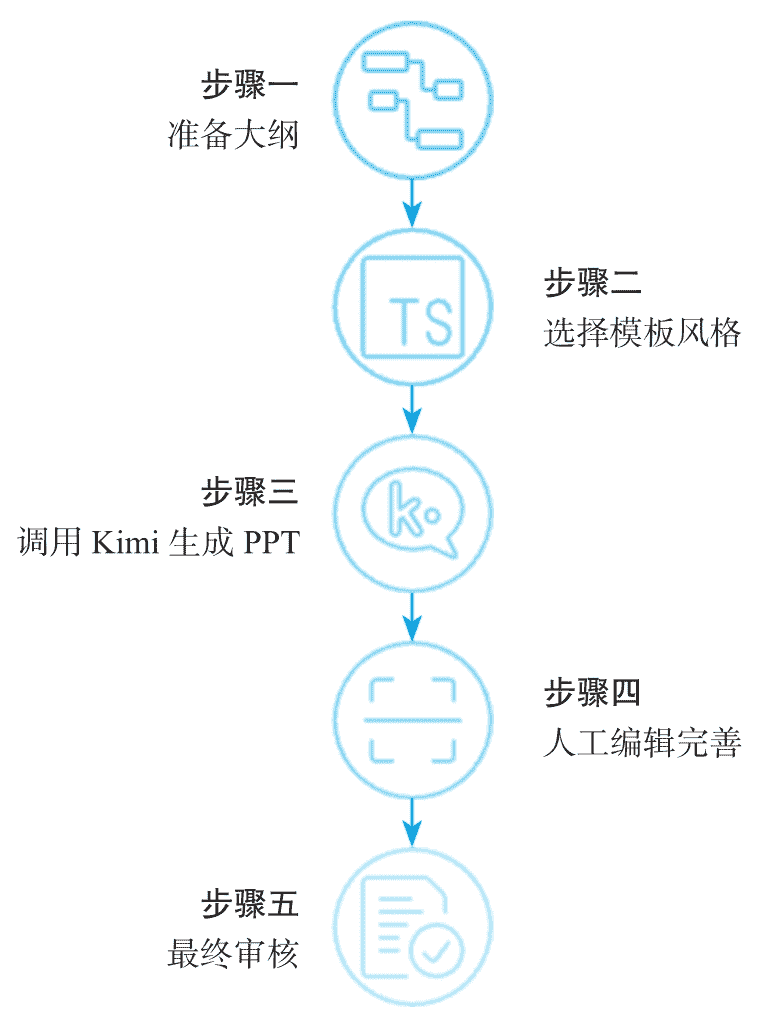 步骤一
准备大纲
TS
步骤二
选择模板风格
步骤三
调用 Kimi 生成 PPT
k
步骤四
人工编辑完善
步骤五
最终审核